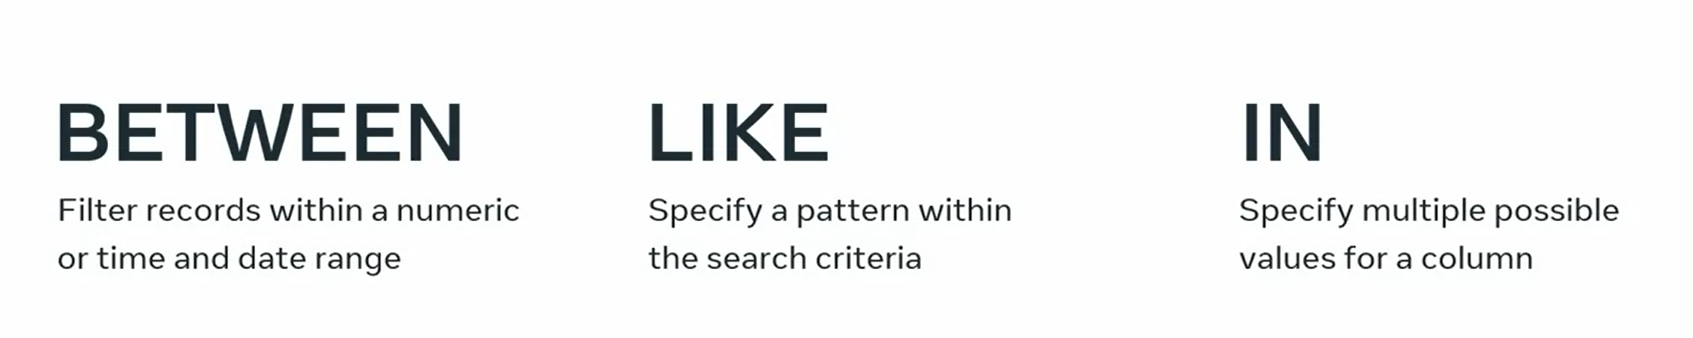 BETWEEN
Filter records within a numeric
or time and date range
LIKE
Specify a pattern within
the search criteria
IN
Specify multiple possible
values for a column